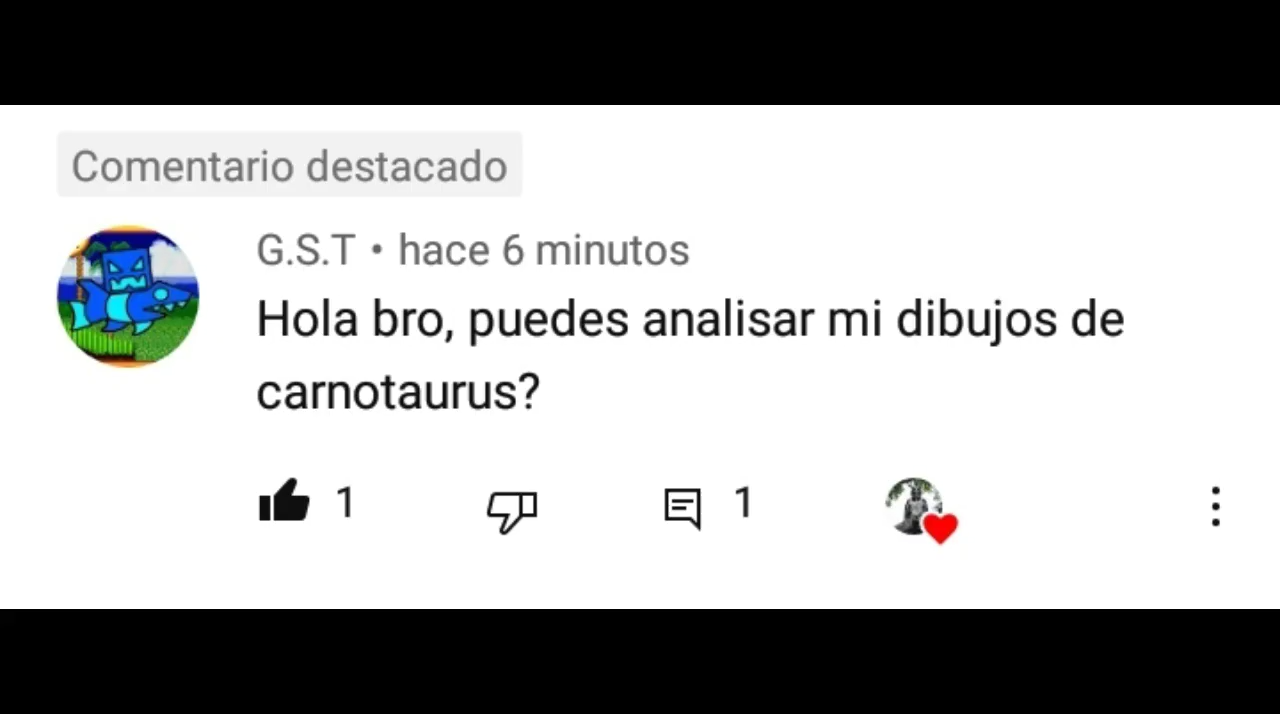 Comentario destacado
G.S.T • hace 6 minutos
Hola bro, puedes analisar mi dibujos de
carnotaurus?
1 1